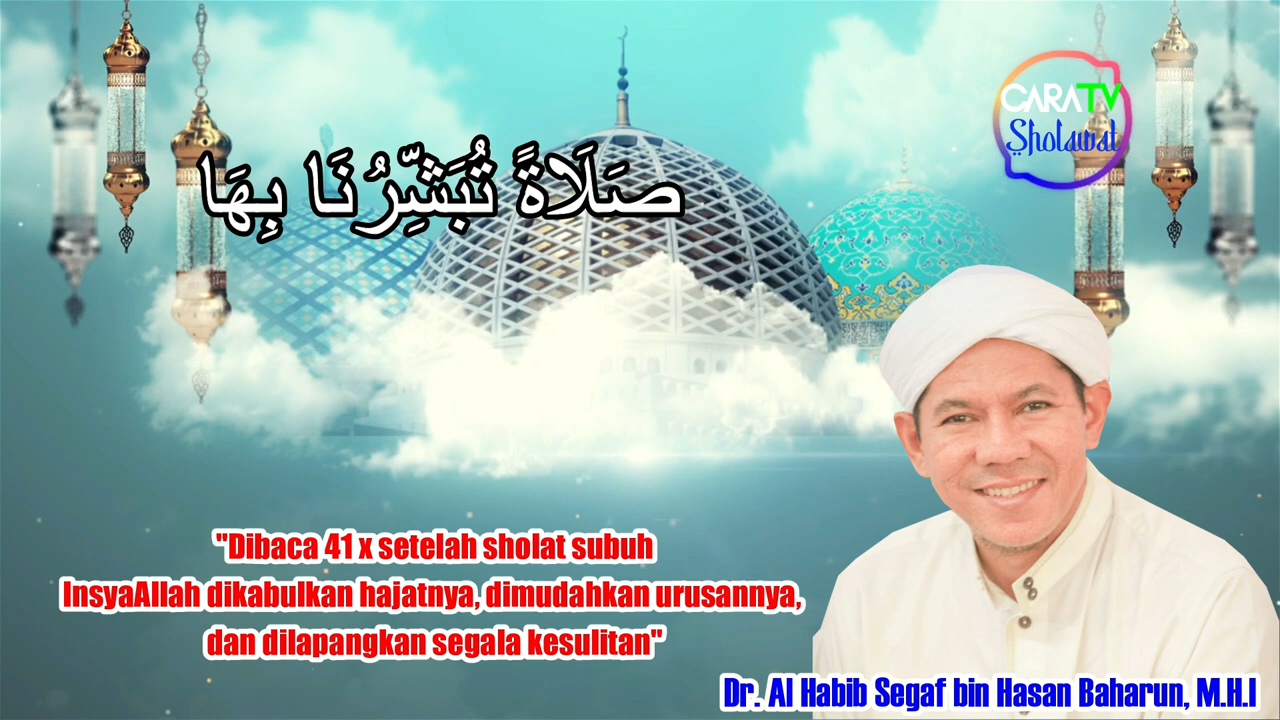 CARATV
Sholawat
صَلَاةً تُبَشِّرُنَا بِهَا
"Dibaca 41 x setelah sholat subuh
InsyaAllah dikabulkan hajatnya, dimudahkan urusannya,
dan dilapangkan segala kesulitan"
Dr. Al Habib Segaf bin Hasan Baharun, M.H.I